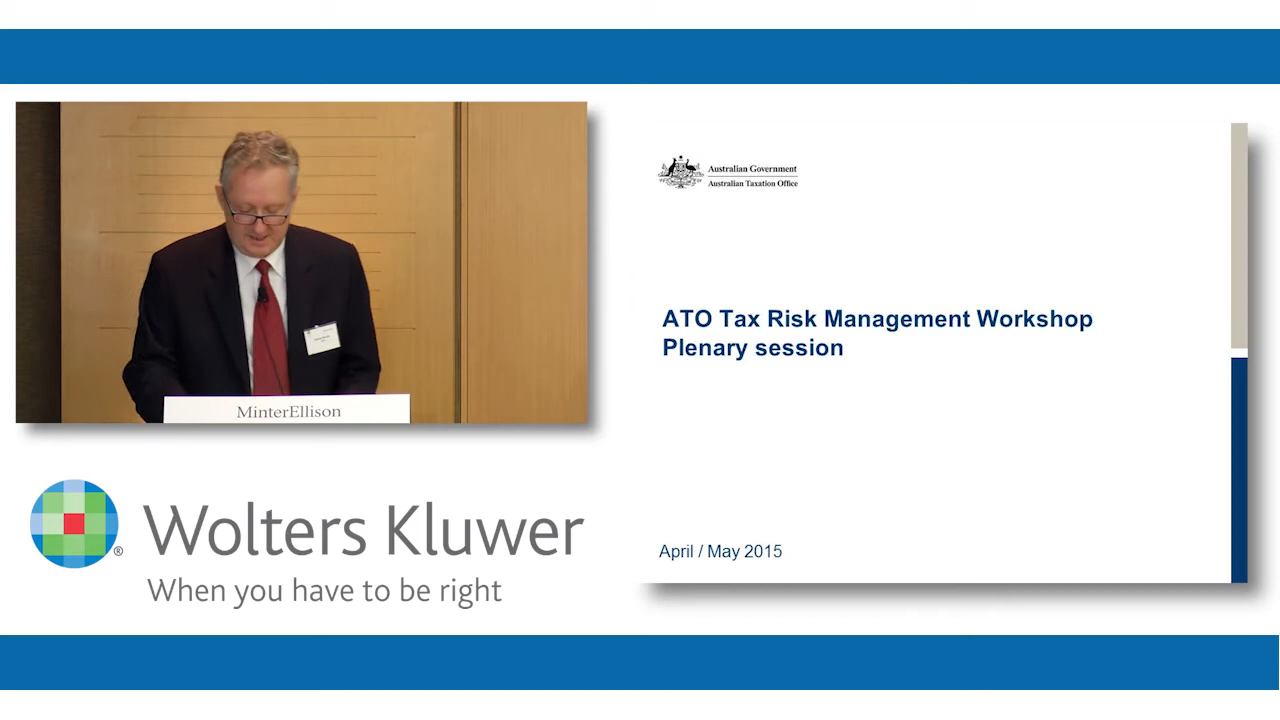 MinterEllison
Wolters Kluwer
®
When you have to be right
Australian Government
Australian Taxation Office
ATO Tax Risk Management Workshop
Plenary session
April / May 2015